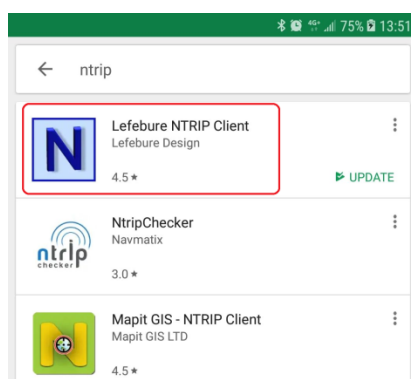 4G+ 75% 13:51
ntrip
Lefebure NTRIP Client
Lefebure Design
4.5★
UPDATE
NtripChecker
Navmatix
3.0★
ntrip
checker
Mapit GIS - NTRIP Client
Mapit GIS LTD
4.5★